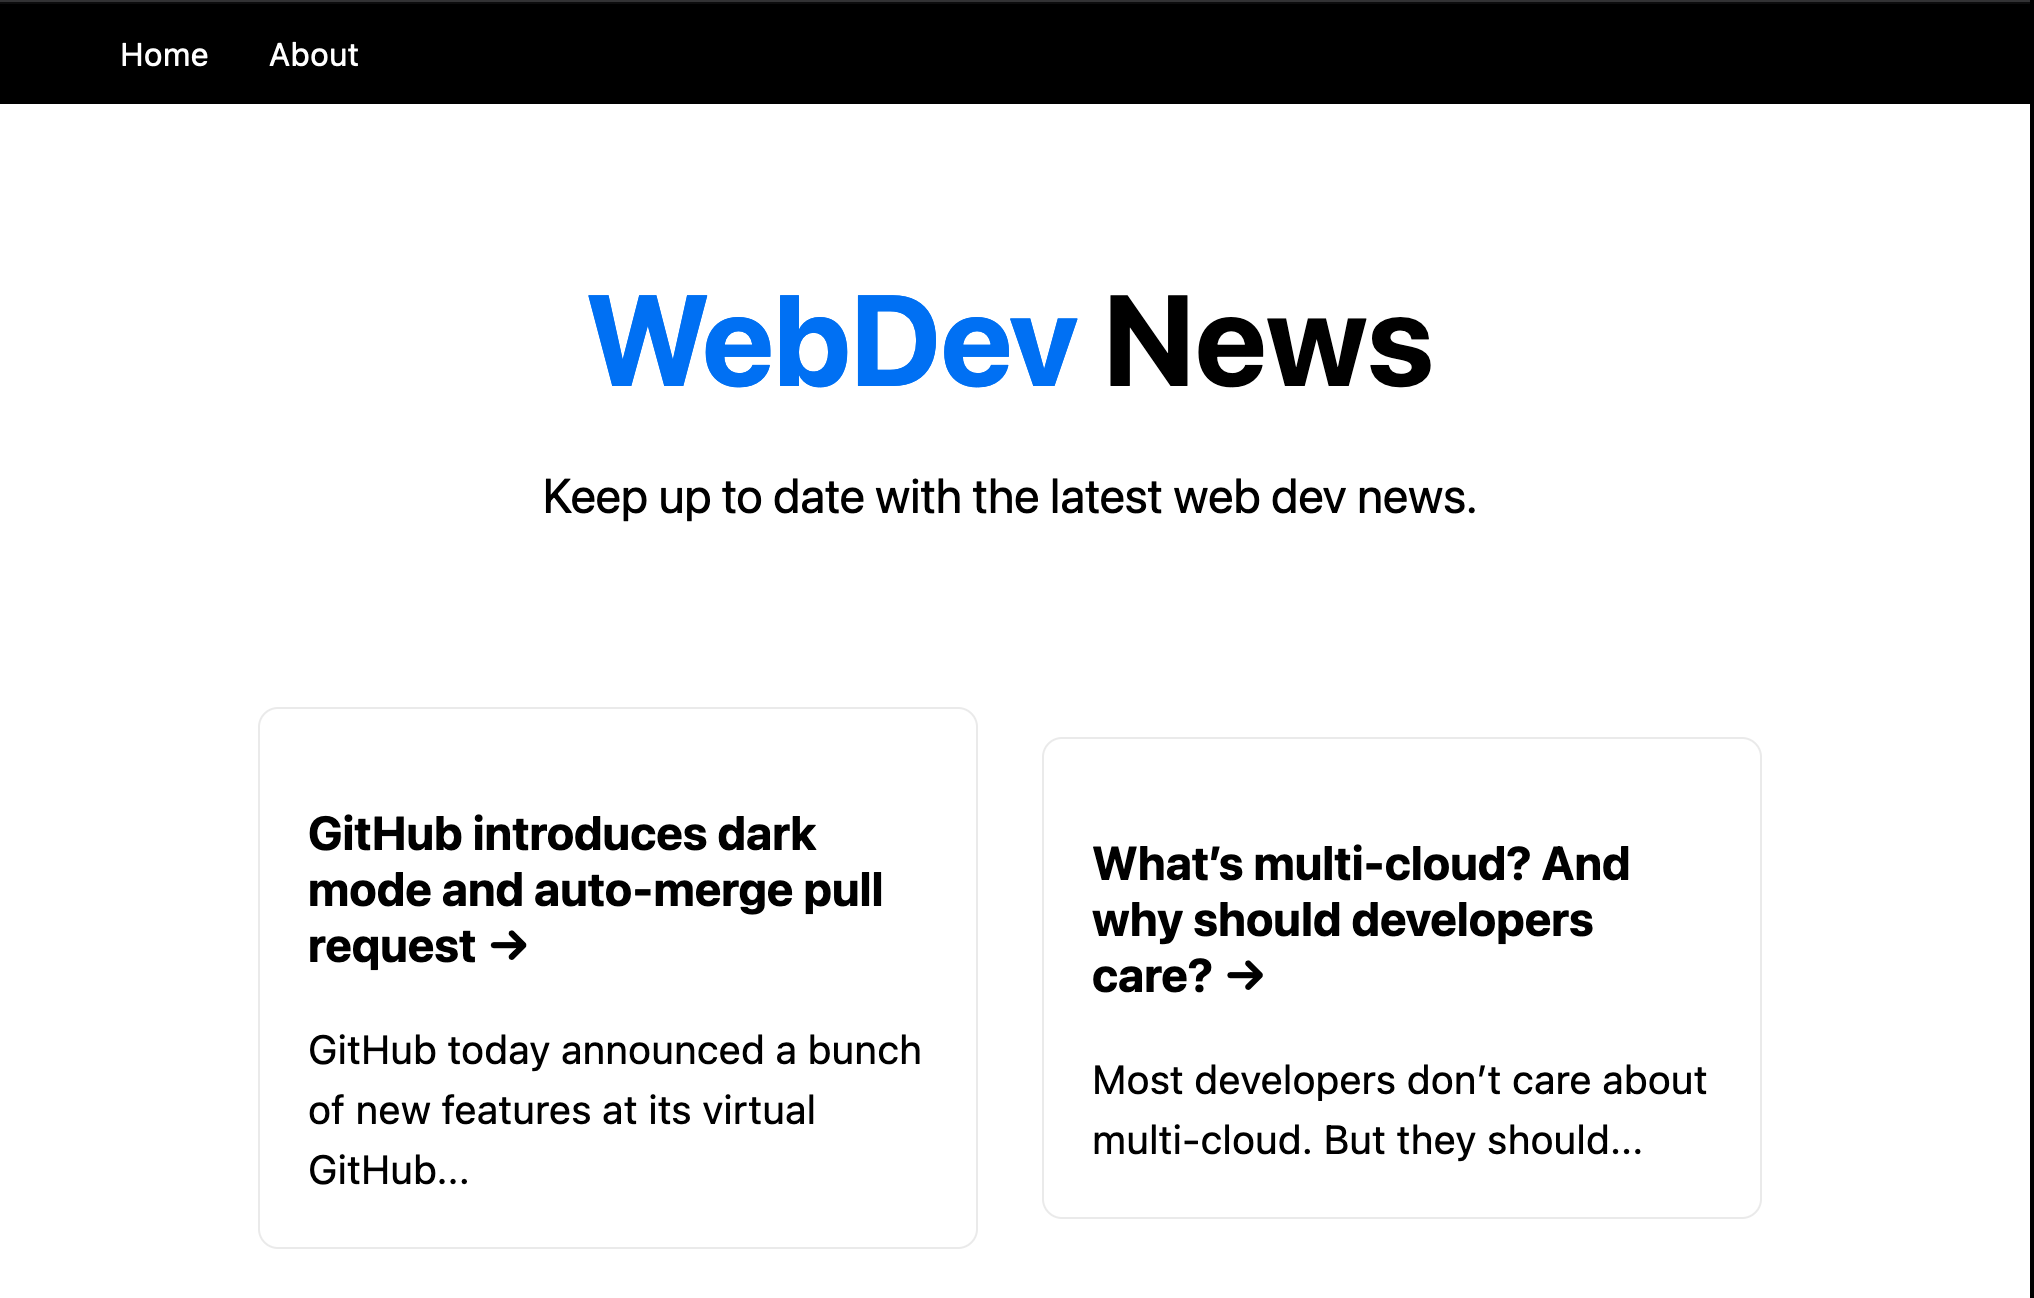 Home About
WebDev News
Keep up to date with the latest web dev news.
GitHub introduces dark
mode and auto-merge pull
request →
GitHub today announced a bunch
of new features at its virtual
GitHub...
What’s multi-cloud? And
why should developers
care? →
Most developers don’t care about
multi-cloud. But they should...